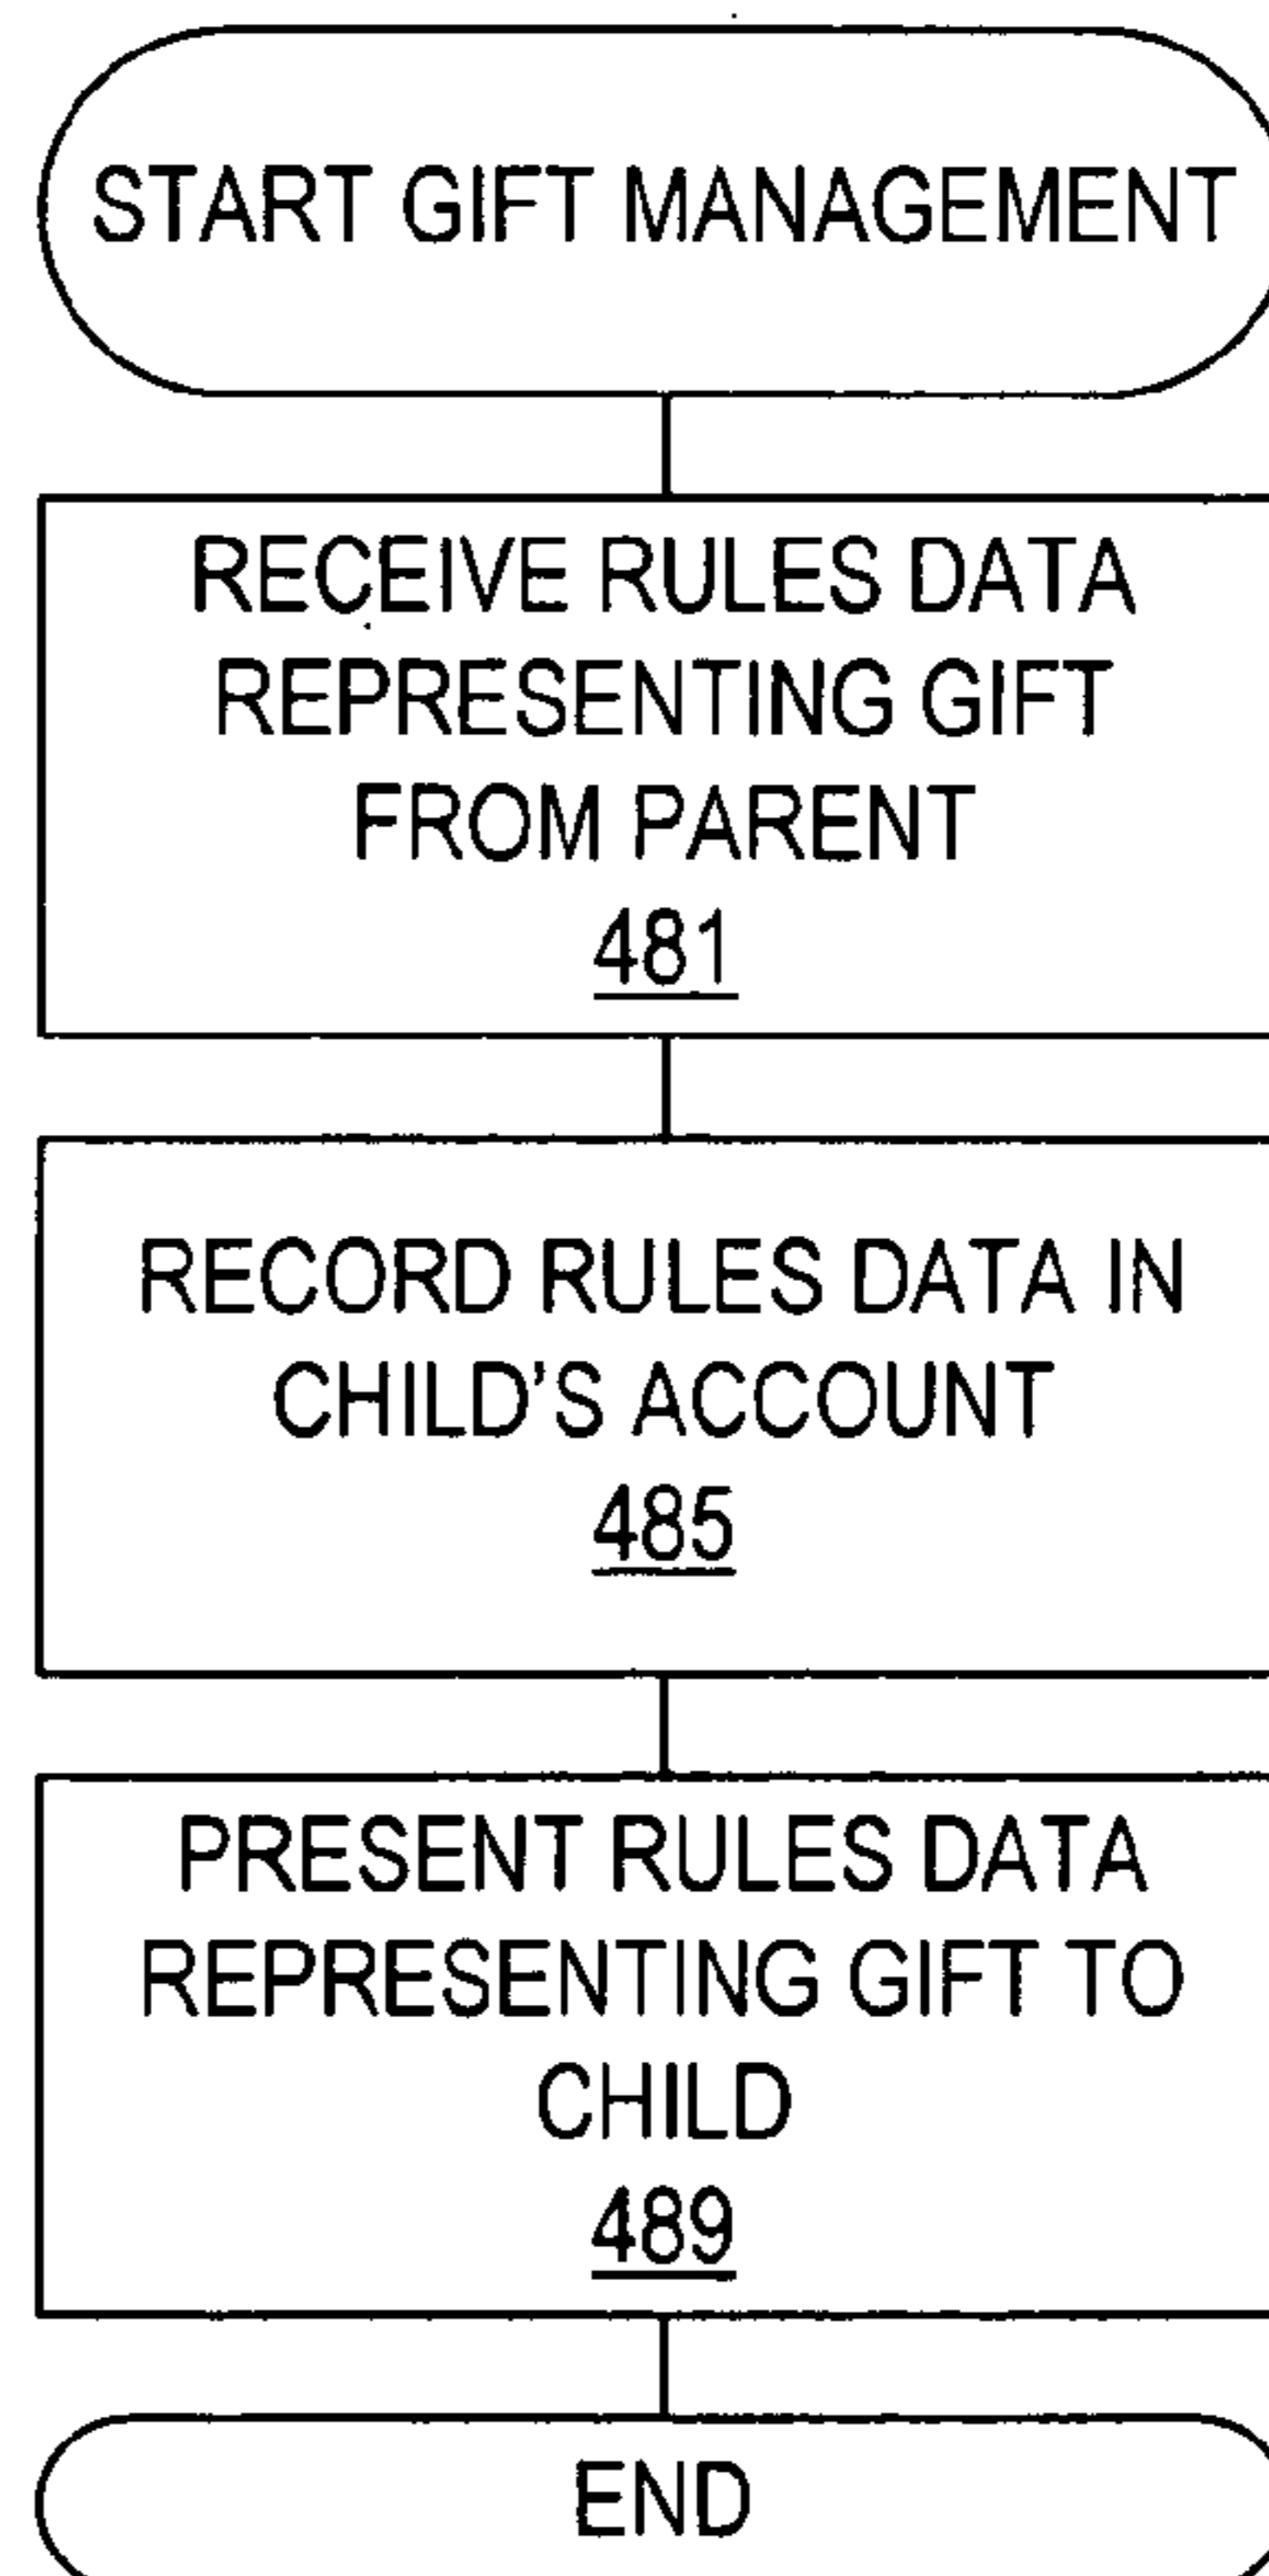 START GIFT MANAGEMENT
RECEIVE RULES DATA
REPRESENTING GIFT
FROM PARENT
481
RECORD RULES DATA IN
CHILD'S ACCOUNT
485
PRESENT RULES DATA
REPRESENTING GIFT TO
CHILD
489
END